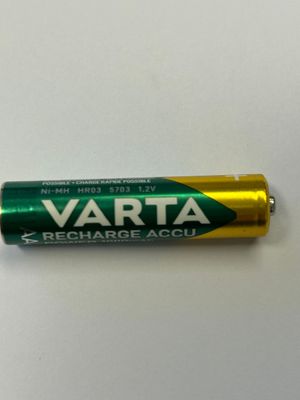 POSSIBLE • CHARGE RAPIDE POSSIBLE
Ni-MH HR03 5703 1,2V
VARTA
RECHARGE ACCU
+